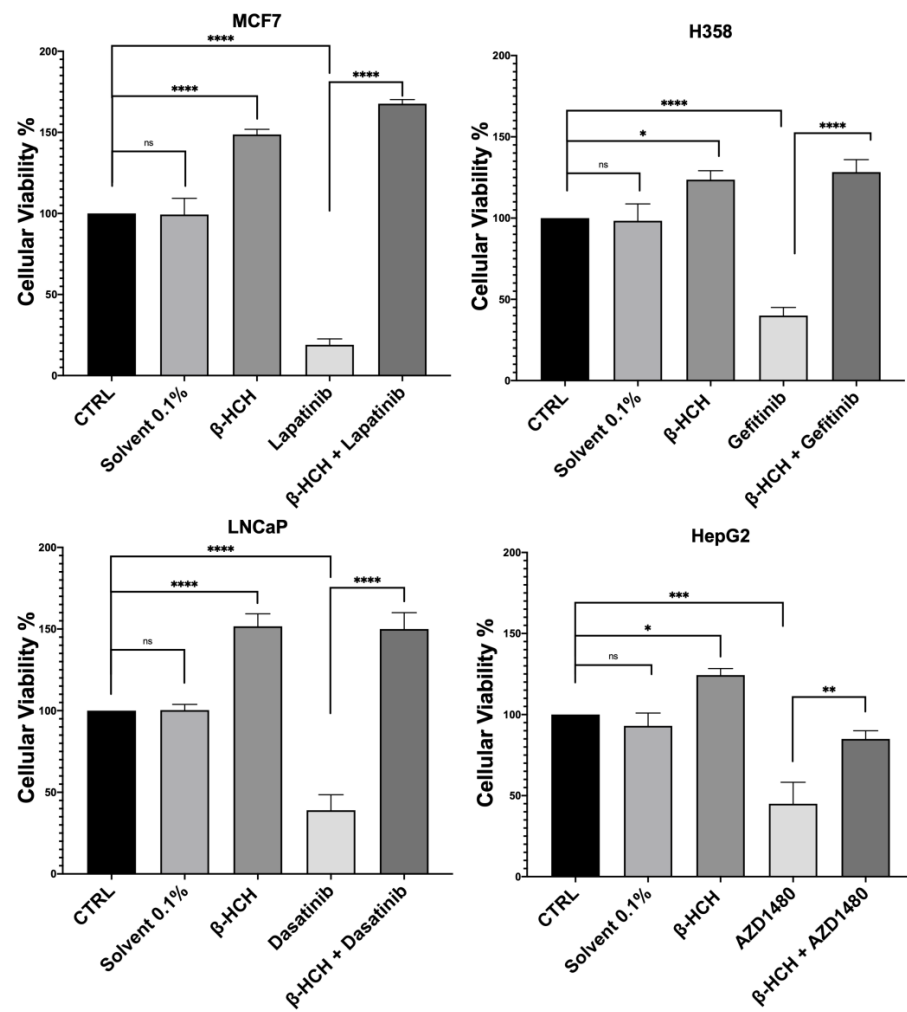 MCF7
Cellular Viability %
200
150
100
50
0
****
****
****
ns
CTRL
Solvent 0.1%
β-HCH
Lapatinib
β-HCH + Lapatinib
H358
Cellular Viability %
200
150
100
50
0
****
*
****
ns
CTRL
Solvent 0.1%
β-HCH
Gefitinib
β-HCH + Gefitinib
LNCaP
Cellular Viability %
200
150
100
50
0
****
****
****
ns
CTRL
Solvent 0.1%
β-HCH
Dasatinib
β-HCH + Dasatinib
HepG2
Cellular Viability %
200
150
100
50
0
***
*
**
ns
CTRL
Solvent 0.1%
β-HCH
AZD1480
β-HCH + AZD1480